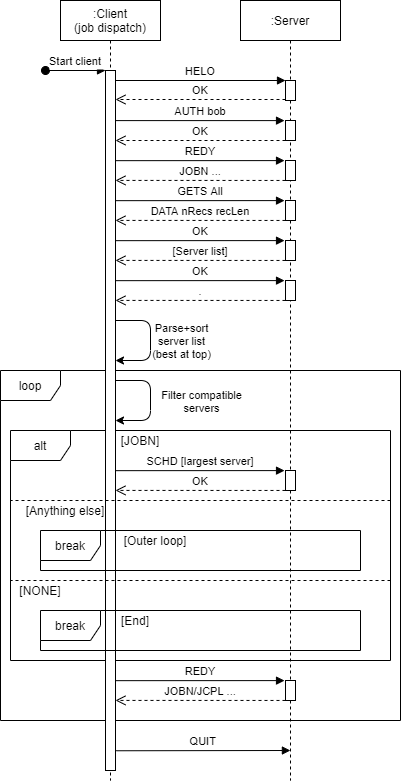 :Client
(job dispatch)
:Server
Start client
HELO
OK
AUTH bob
OK
REDY
JOBN ...
GETS All
DATA nRecs recLen
OK
[Server list]
OK
.
Parse+sort
server list
(best at top)
loop
Filter compatible
servers
alt
[JOBN]
SCHD [largest server]
OK
[Anything else]
break
[Outer loop]
[NONE]
break
[End]
REDY
JOBN/JCPL ...
QUIT